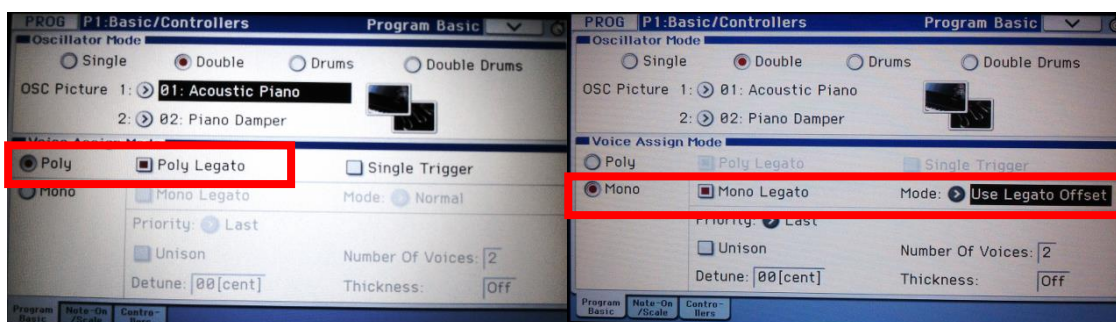 PROG P1:Basic/Controllers Program Basic
Oscillator Mode
Single Double Drums Double Drums
OSC Picture 1: 01: Acoustic Piano
2: 02: Piano Damper
Voice Assign Mode
Poly Poly Legato Single Trigger
Mono Mono Legato Mode: Normal
Priority: Last
Unison Number Of Voices: 2
Detune: 00[cent] Thickness: Off
Program Basic Note-On /Scale Contro- llers
PROG P1:Basic/Controllers Program Basic
Oscillator Mode
Single Double Drums Double Drums
OSC Picture 1: 01: Acoustic Piano
2: 02: Piano Damper
Voice Assign Mode
Poly Poly Legato Single Trigger
Mono Mono Legato Mode: Use Legato Offset
Priority: Last
Unison Number Of Voices: 2
Detune: 00[cent] Thickness: Off
Program Basic Note-On /Scale Contro- llers